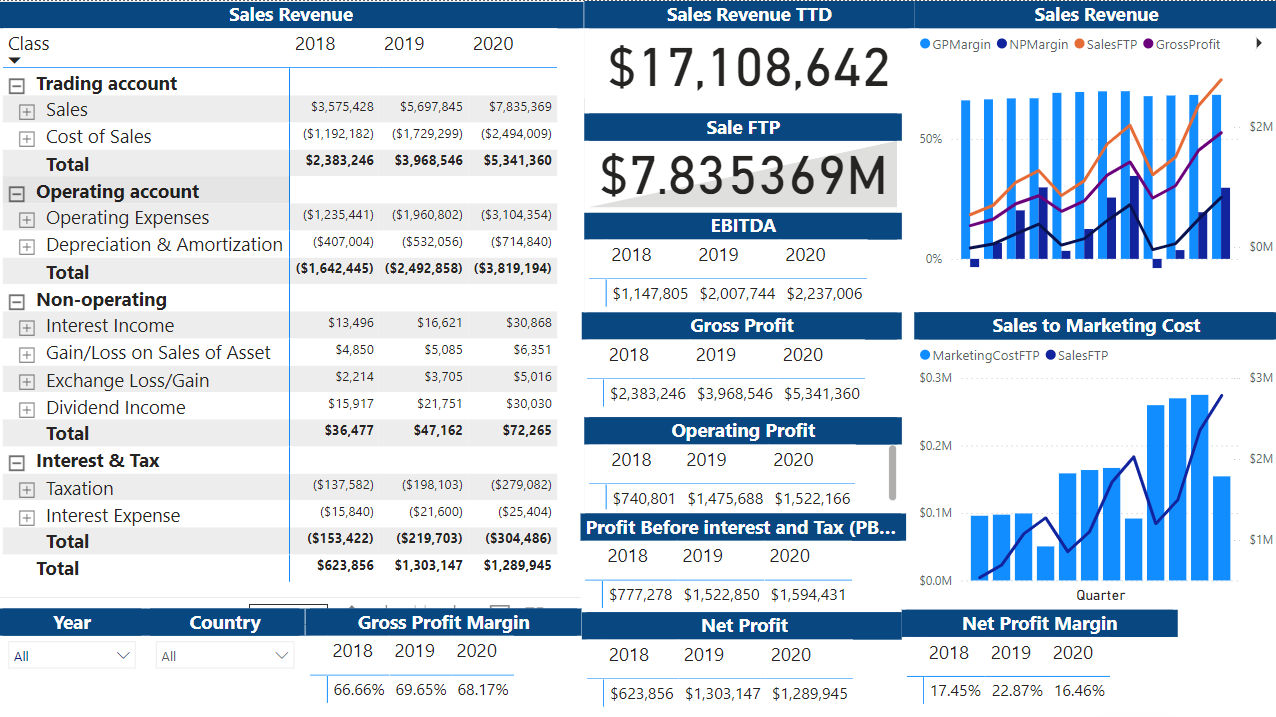 Sales Revenue
Class 2018 2019 2020
Trading account
Sales $3,575,428 $5,697,845 $7,835,369
Cost of Sales ($1,192,182) ($1,729,299) ($2,494,009)
Total $2,383,246 $3,968,546 $5,341,360
Operating account
Operating Expenses ($1,235,441) ($1,960,802) ($3,104,354)
Depreciation & Amortization ($407,004) ($532,056) ($714,840)
Total ($1,642,445) ($2,492,858) ($3,819,194)
Non-operating
Interest Income $13,496 $16,621 $30,868
Gain/Loss on Sales of Asset $4,850 $5,085 $6,351
Exchange Loss/Gain $2,214 $3,705 $5,016
Dividend Income $15,917 $21,751 $30,030
Total $36,477 $47,162 $72,265
Interest & Tax
Taxation ($137,582) ($198,103) ($279,082)
Interest Expense ($15,840) ($21,600) ($25,404)
Total ($153,422) ($219,703) ($304,486)
Total $623,856 $1,303,147 $1,289,945
Sales Revenue TTD
$17,108,642
Sale FTP
$7.835369M
EBITDA
2018 2019 2020
$1,147,805 $2,007,744 $2,237,006
Gross Profit
2018 2019 2020
$2,383,246 $3,968,546 $5,341,360
Operating Profit
2018 2019 2020
$740,801 $1,475,688 $1,522,166
Profit Before interest and Tax (PB...
2018 2019 2020
$777,278 $1,522,850 $1,594,431
Sales Revenue
GPMargin NPMargin SalesFTP GrossProfit
50% $2M
0% $0M
Sales to Marketing Cost
MarketingCostFTP SalesFTP
$0.3M $3M
$0.2M $2M
$0.1M $1M
$0.0M
Quarter
Year
All
Country
All
Gross Profit Margin
2018 2019 2020
66.66% 69.65% 68.17%
Net Profit
2018 2019 2020
$623,856 $1,303,147 $1,289,945
Net Profit Margin
2018 2019 2020
17.45% 22.87% 16.46%